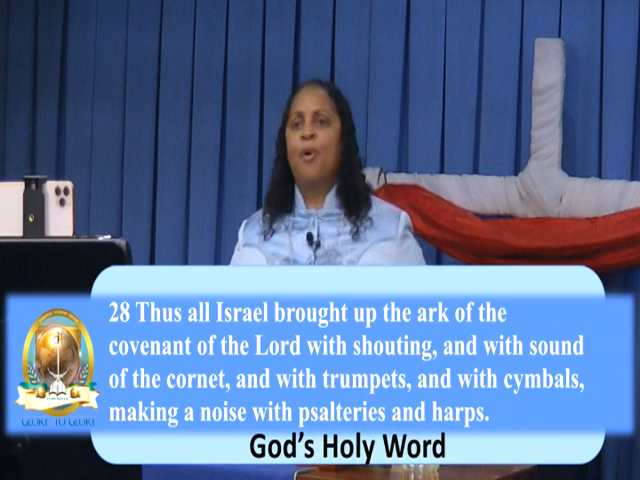 28 Thus all Israel brought up the ark of the
covenant of the Lord with shouting, and with sound
of the cornet, and with trumpets, and with cymbals,
making a noise with psalteries and harps.
GLORY TO GLORY
God's Holy Word